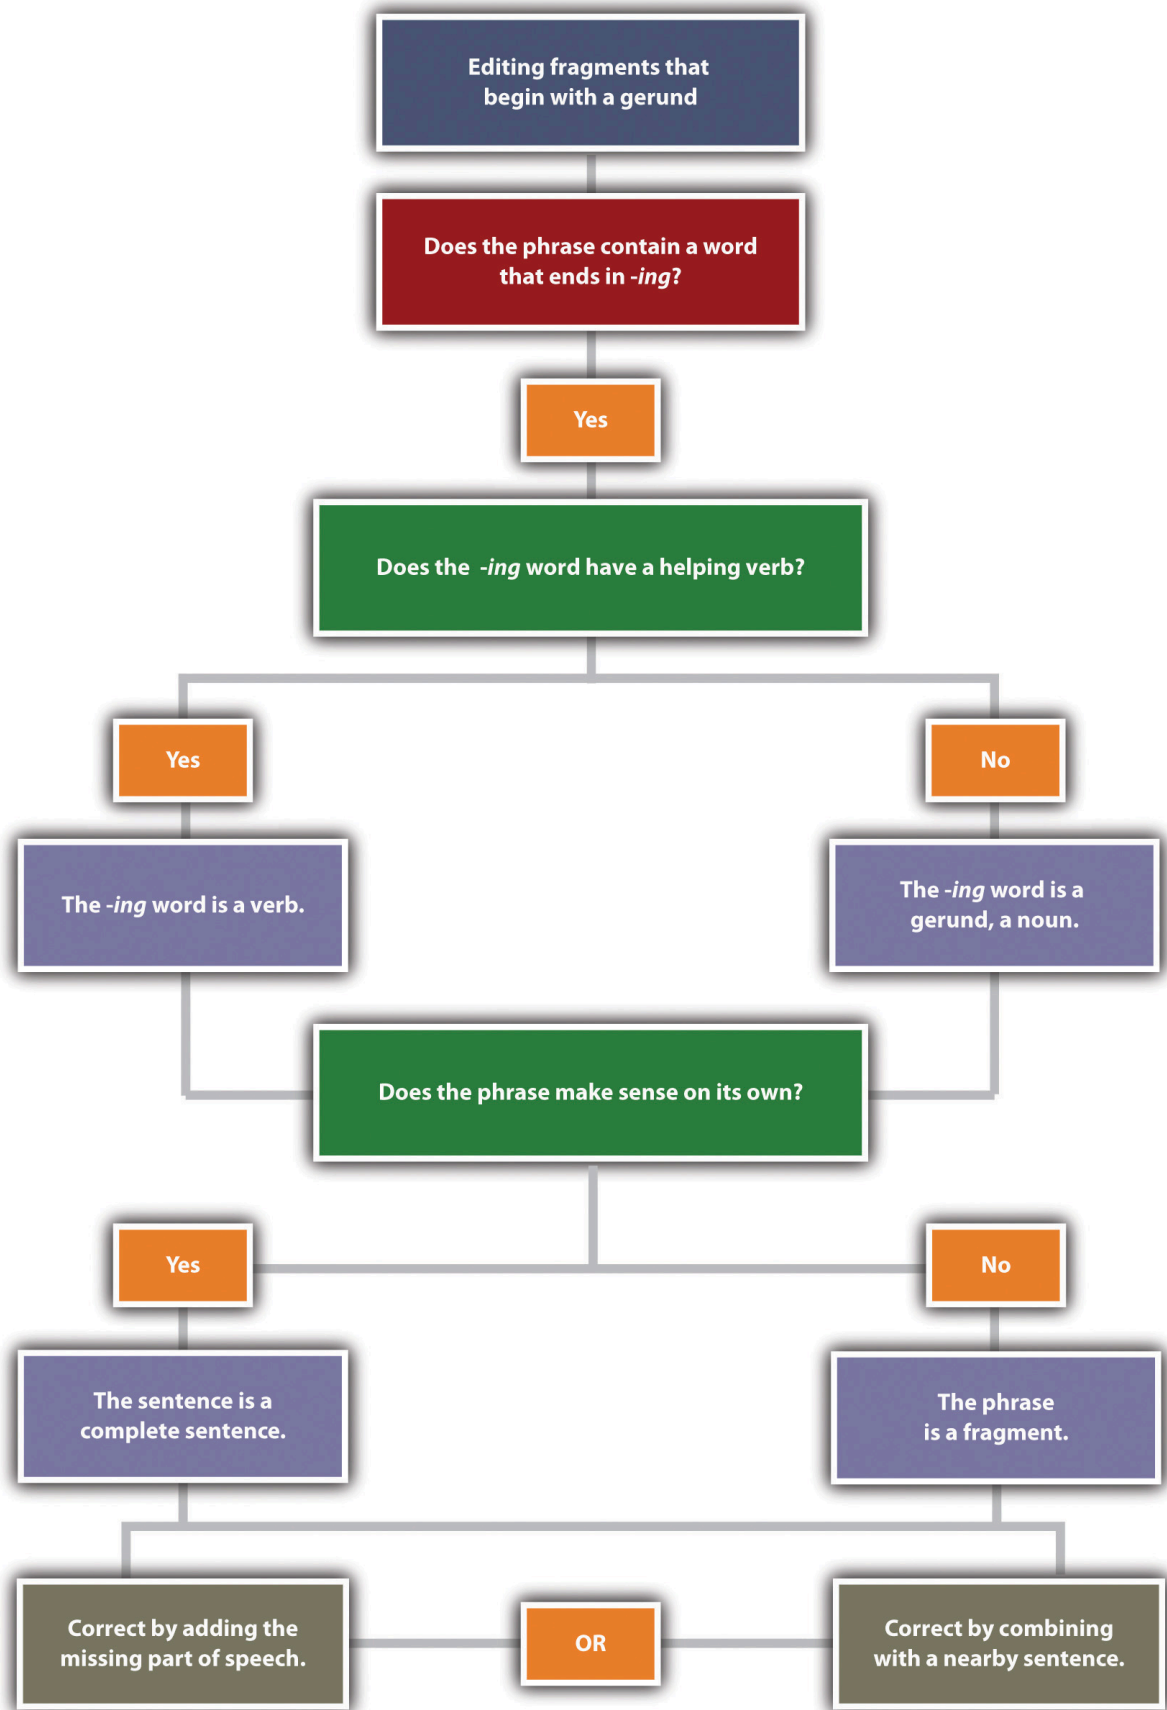 Editing fragments that
begin with a gerund
Does the phrase contain a word
that ends in -ing?
Yes
Does the -ing word have a helping verb?
Yes
No
The -ing word is a verb.
The -ing word is a
gerund, a noun.
Does the phrase make sense on its own?
Yes
No
The sentence is a
complete sentence.
The phrase
is a fragment.
Correct by adding the
missing part of speech.
OR
Correct by combining
with a nearby sentence.